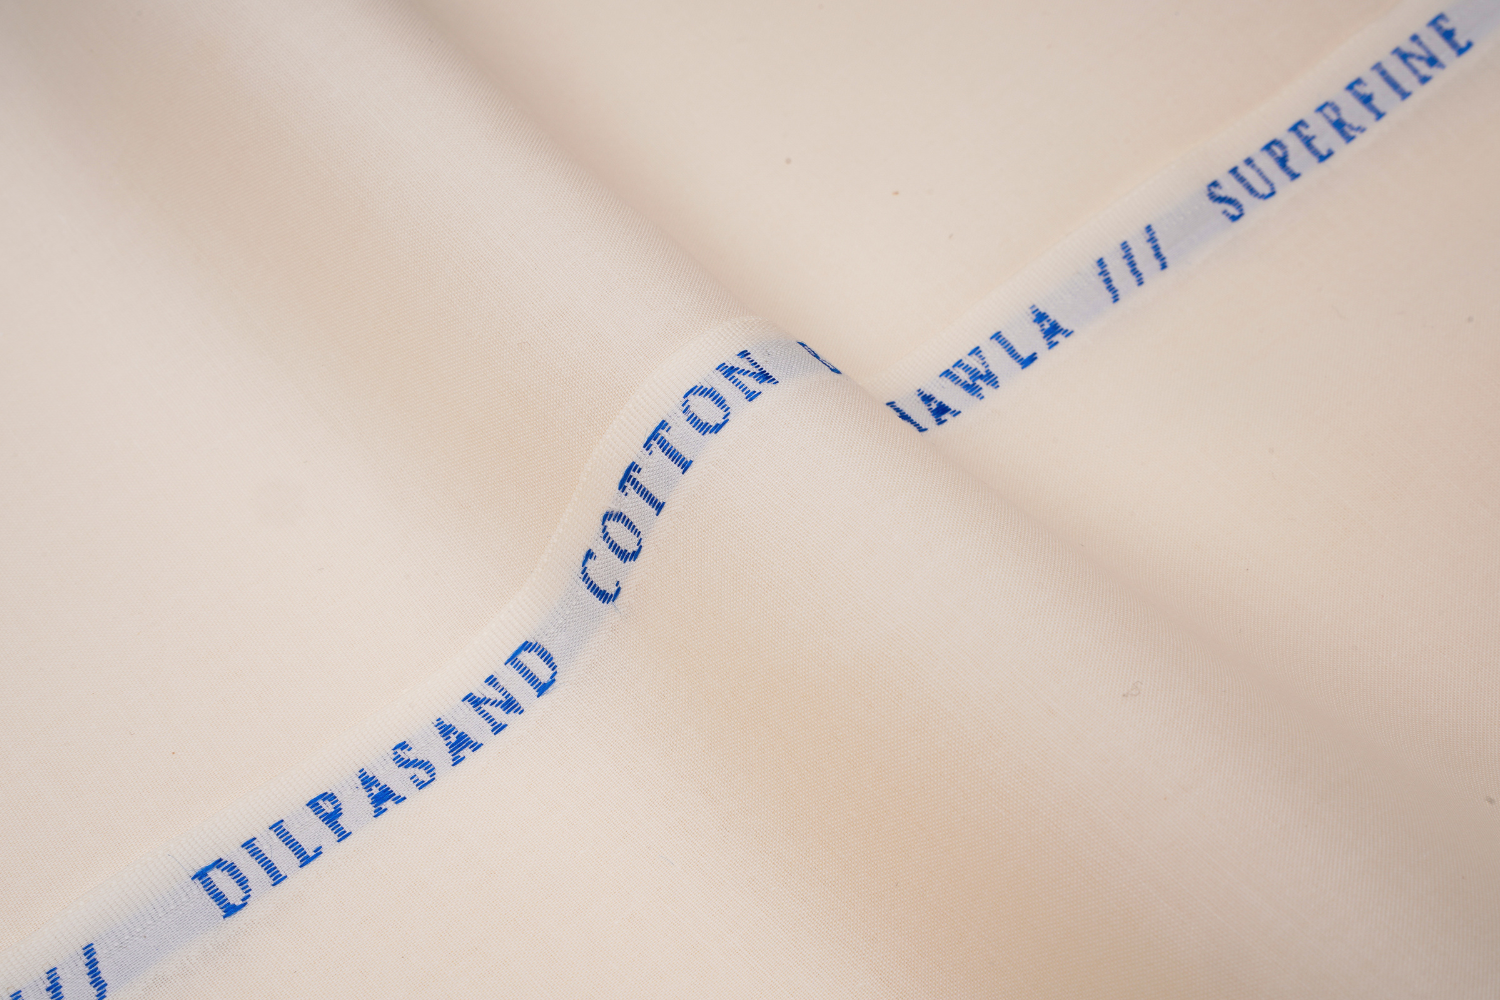 /// DILPASAND COTTON
AWLA /// SUPERFINE